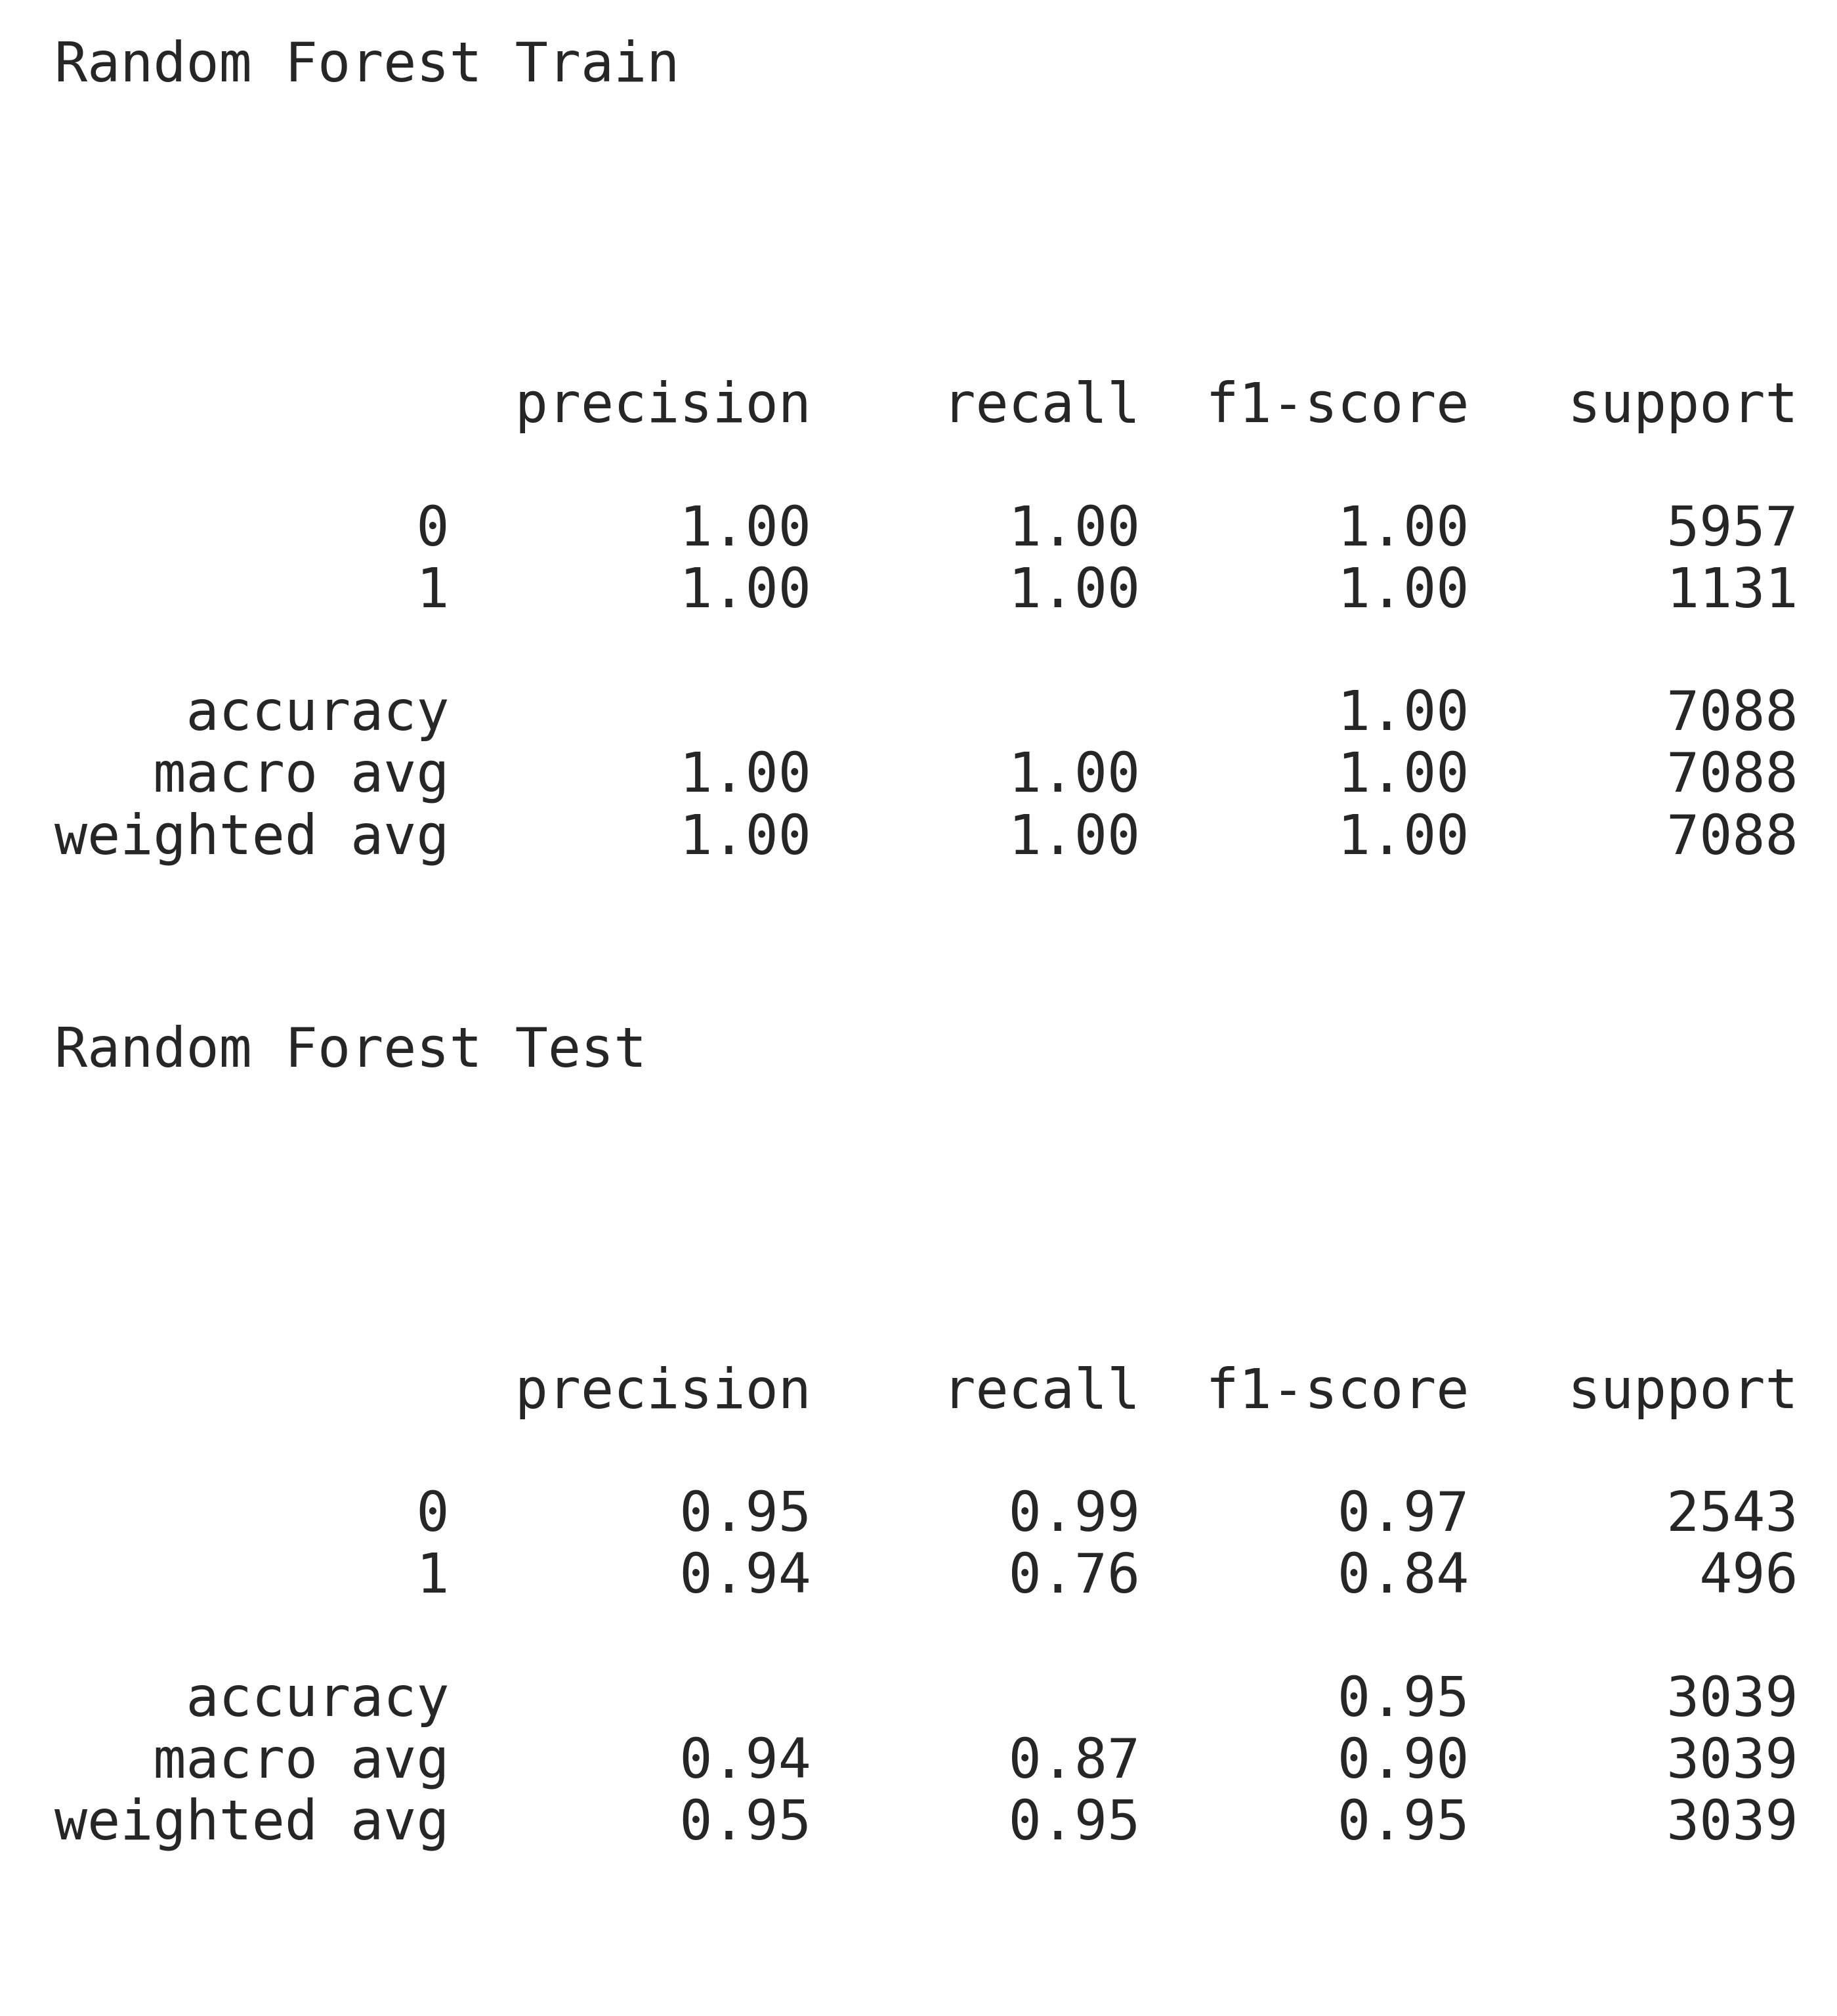 Random Forest Train
precision recall f1-score support
0 1.00 1.00 1.00 5957
1 1.00 1.00 1.00 1131
accuracy 1.00 7088
macro avg 1.00 1.00 1.00 7088
weighted avg 1.00 1.00 1.00 7088
Random Forest Test
precision recall f1-score support
0 0.95 0.99 0.97 2543
1 0.94 0.76 0.84 496
accuracy 0.95 3039
macro avg 0.94 0.87 0.90 3039
weighted avg 0.95 0.95 0.95 3039